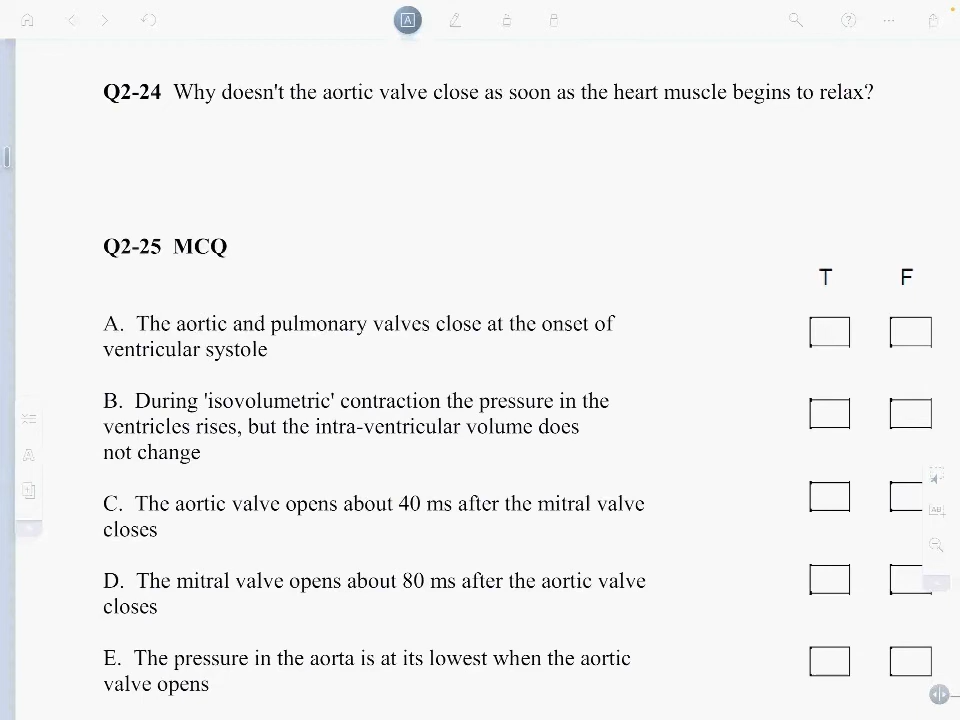 Q2-24 Why doesn't the aortic valve close as soon as the heart muscle begins to relax?
Q2-25 MCQ
T F
A. The aortic and pulmonary valves close at the onset of
ventricular systole
B. During 'isovolumetric' contraction the pressure in the
ventricles rises, but the intra-ventricular volume does
not change
C. The aortic valve opens about 40 ms after the mitral valve
closes
D. The mitral valve opens about 80 ms after the aortic valve
closes
E. The pressure in the aorta is at its lowest when the aortic
valve opens